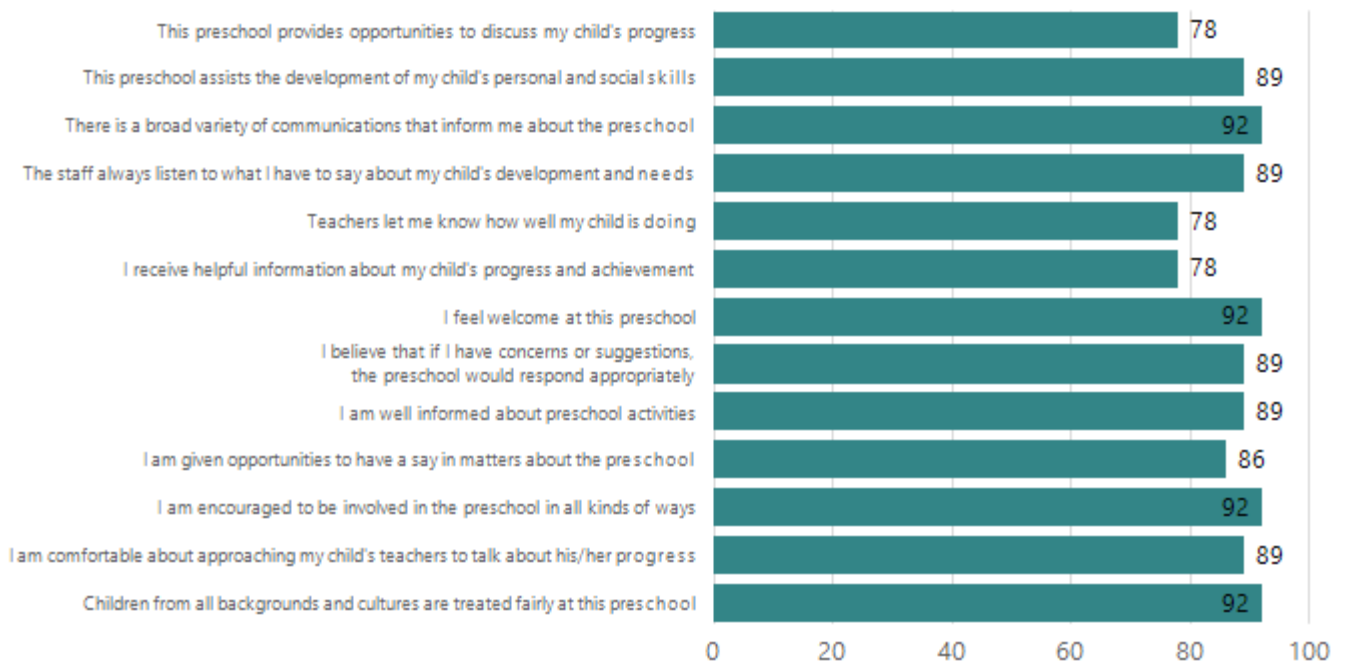 This preschool provides opportunities to discuss my child's progress 78
This preschool assists the development of my child's personal and social skills 89
There is a broad variety of communications that inform me about the preschool 92
The staff always listen to what I have to say about my child's development and needs 89
Teachers let me know how well my child is doing 78
I receive helpful information about my child's progress and achievement 78
I feel welcome at this preschool 92
I believe that if I have concerns or suggestions,
the preschool would respond appropriately 89
I am well informed about preschool activities 89
I am given opportunities to have a say in matters about the preschool 86
I am encouraged to be involved in the preschool in all kinds of ways 92
I am comfortable about approaching my child's teachers to talk about his/her progress 89
Children from all backgrounds and cultures are treated fairly at this preschool 92
0 20 40 60 80 100